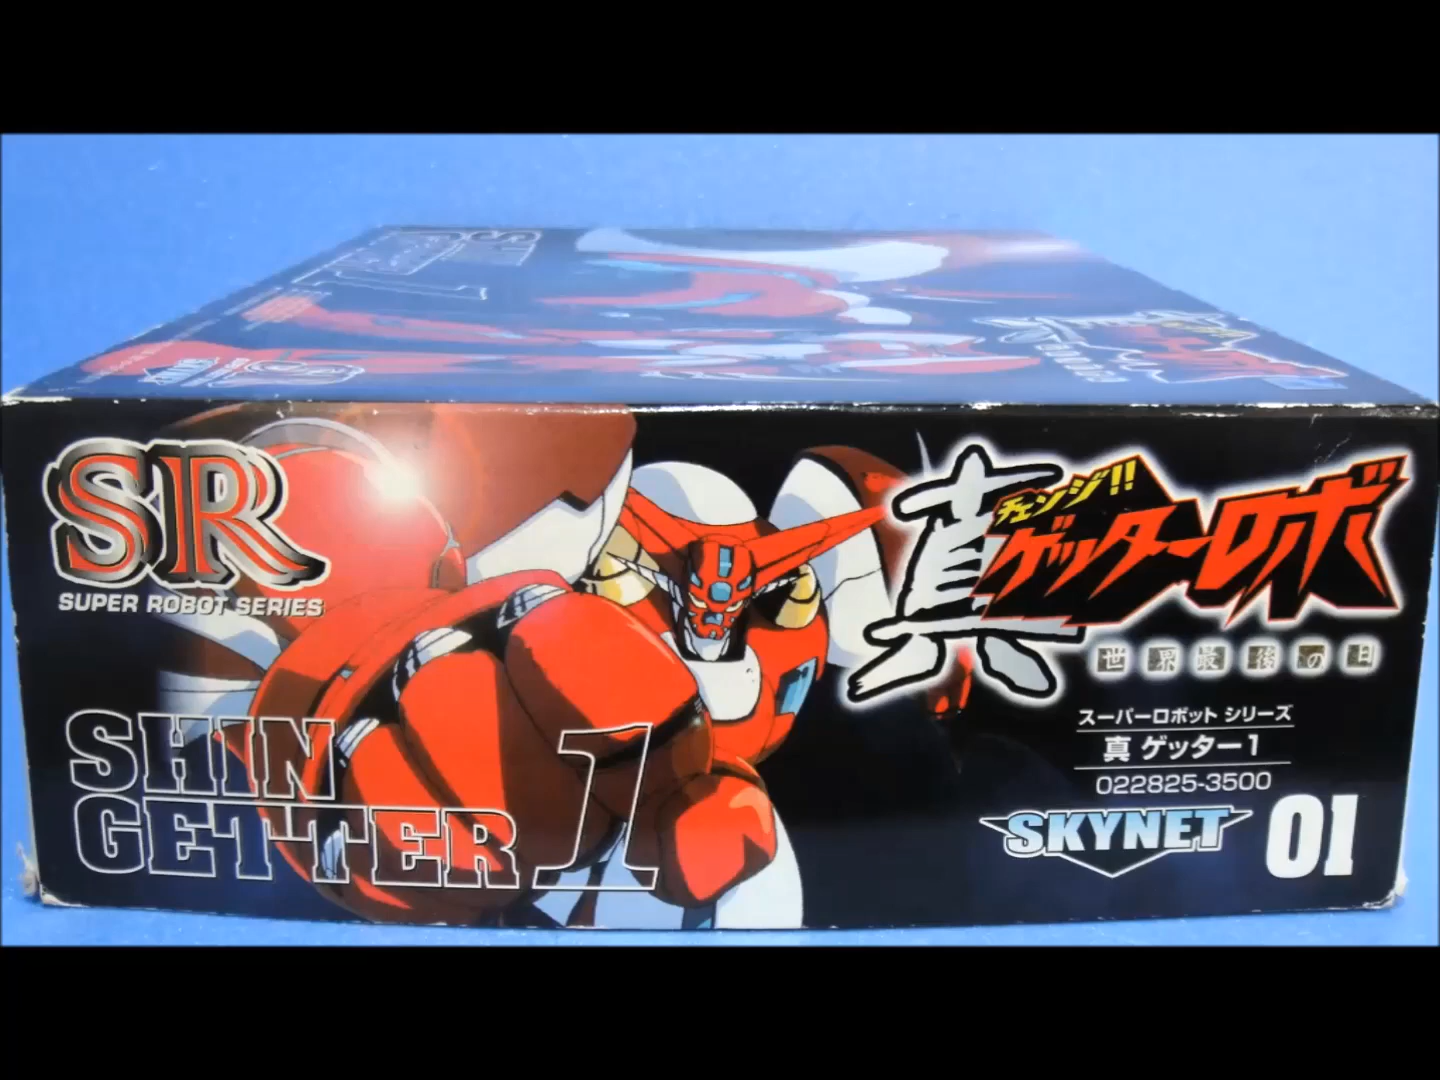 SR
SUPER ROBOT SERIES
SHIN
GETTER 1
真
チェンジ!!
ゲッターロボ
世界最後の日
スーパーロボット シリーズ
真 ゲッター1
022825-3500
SKYNET 01